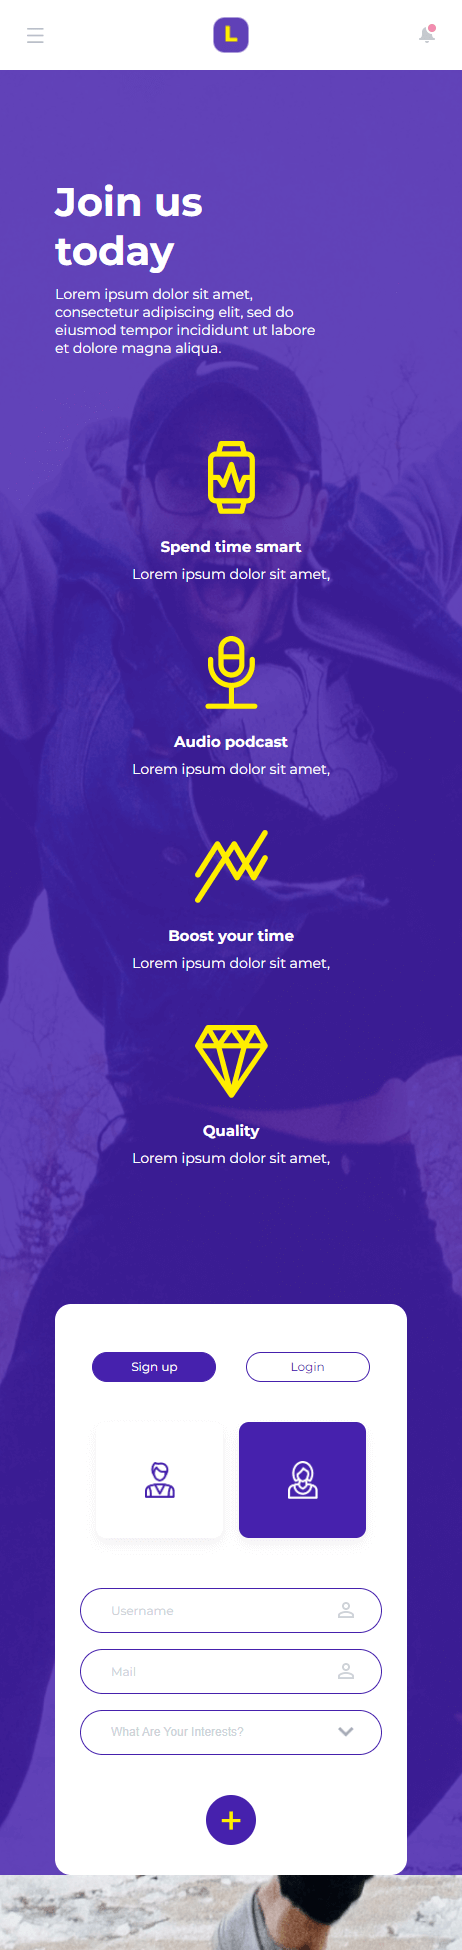 L
Join us
today
Lorem ipsum dolor sit amet,
consectetur adipiscing elit, sed do
eiusmod tempor incididunt ut labore
et dolore magna aliqua.
Spend time smart
Lorem ipsum dolor sit amet,
Audio podcast
Lorem ipsum dolor sit amet,
Boost your time
Lorem ipsum dolor sit amet,
Quality
Lorem ipsum dolor sit amet,
Sign up Login
Username
Mail
What Are Your Interests?